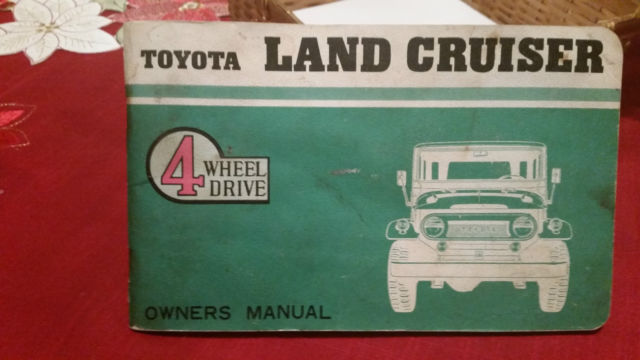 TOYOTA LAND CRUISER
4 WHEEL
DRIVE
OWNERS MANUAL